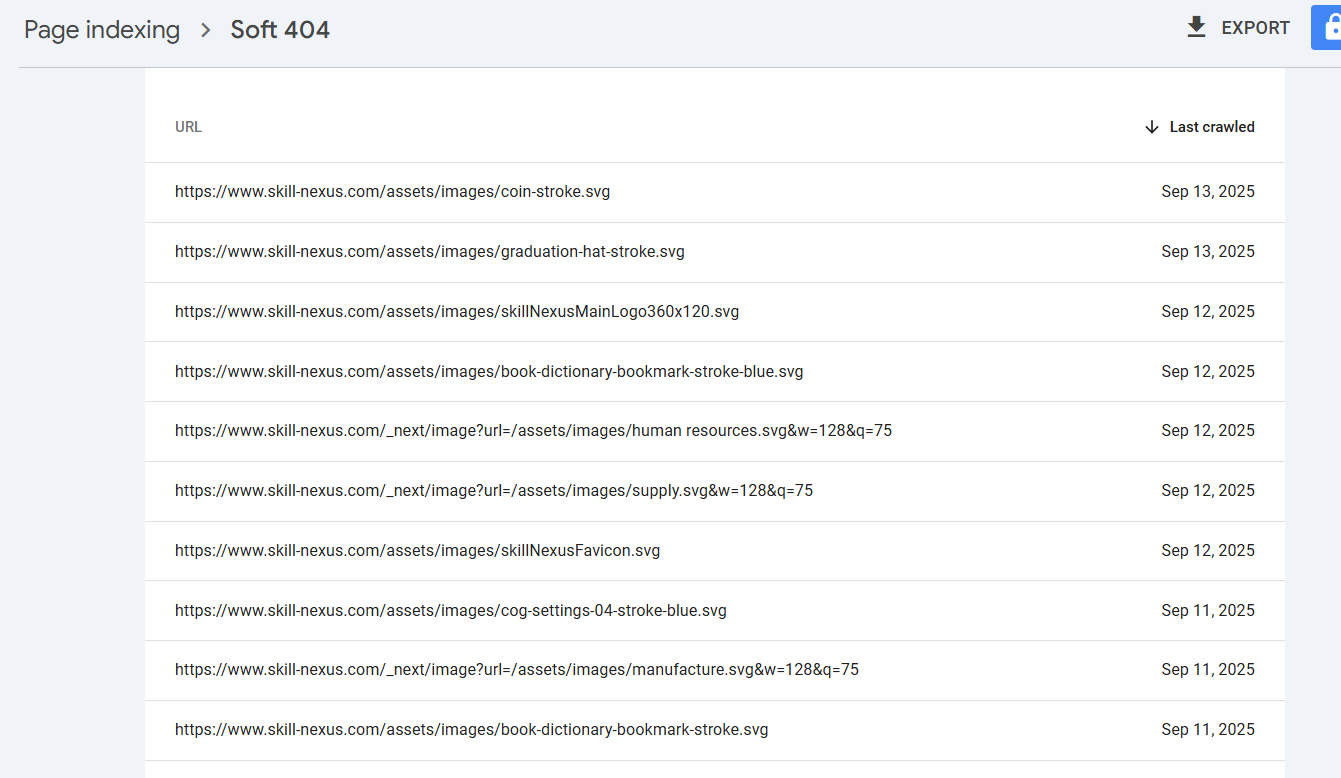 Page indexing > Soft 404 EXPORT
URL Last crawled
https://www.skill-nexus.com/assets/images/coin-stroke.svg Sep 13, 2025
https://www.skill-nexus.com/assets/images/graduation-hat-stroke.svg Sep 13, 2025
https://www.skill-nexus.com/assets/images/skillNexusMainLogo360x120.svg Sep 12, 2025
https://www.skill-nexus.com/assets/images/book-dictionary-bookmark-stroke-blue.svg Sep 12, 2025
https://www.skill-nexus.com/_next/image?url=/assets/images/human resources.svg&w=128&q=75 Sep 12, 2025
https://www.skill-nexus.com/_next/image?url=/assets/images/supply.svg&w=128&q=75 Sep 12, 2025
https://www.skill-nexus.com/assets/images/skillNexusFavicon.svg Sep 12, 2025
https://www.skill-nexus.com/assets/images/cog-settings-04-stroke-blue.svg Sep 11, 2025
https://www.skill-nexus.com/_next/image?url=/assets/images/manufacture.svg&w=128&q=75 Sep 11, 2025
https://www.skill-nexus.com/assets/images/book-dictionary-bookmark-stroke.svg Sep 11, 2025